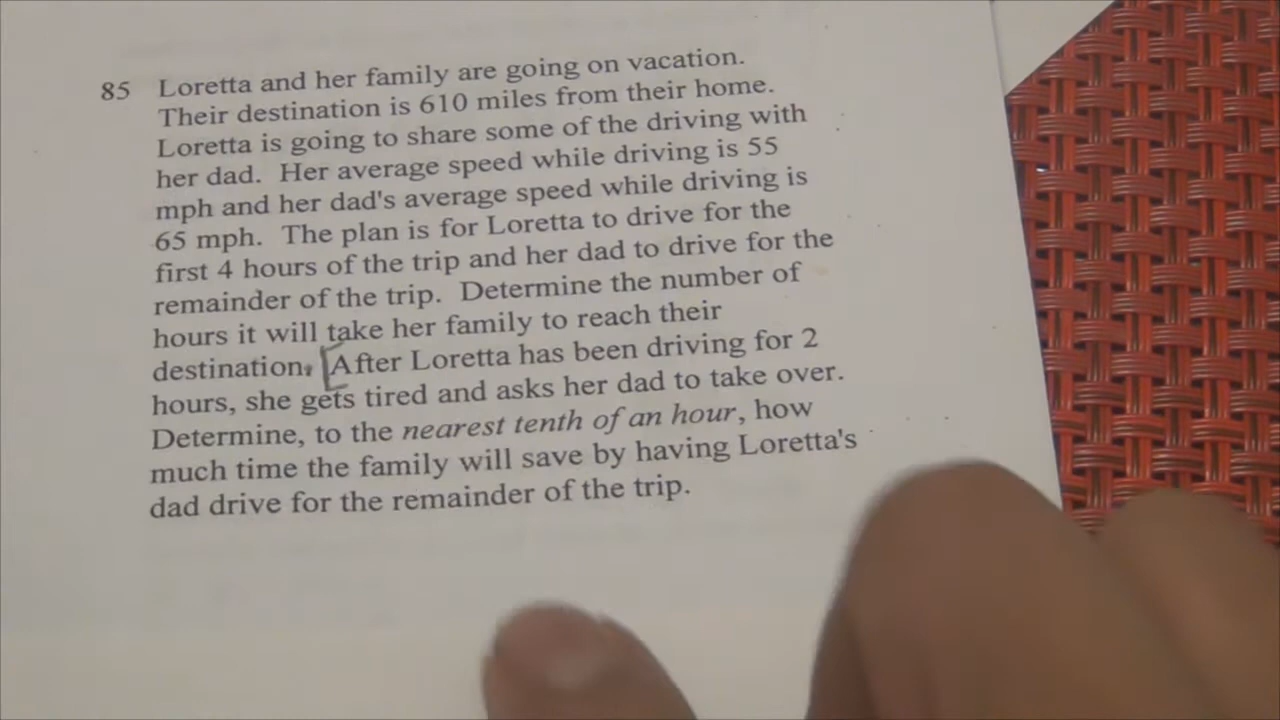 85 Loretta and her family are going on vacation.
Their destination is 610 miles from their home.
Loretta is going to share some of the driving with
her dad. Her average speed while driving is 55
mph and her dad's average speed while driving is
65 mph. The plan is for Loretta to drive for the
first 4 hours of the trip and her dad to drive for the
remainder of the trip. Determine the number of
hours it will take her family to reach their
destination. [After Loretta has been driving for 2
hours, she gets tired and asks her dad to take over.
Determine, to the nearest tenth of an hour, how
much time the family will save by having Loretta's
dad drive for the remainder of the trip.